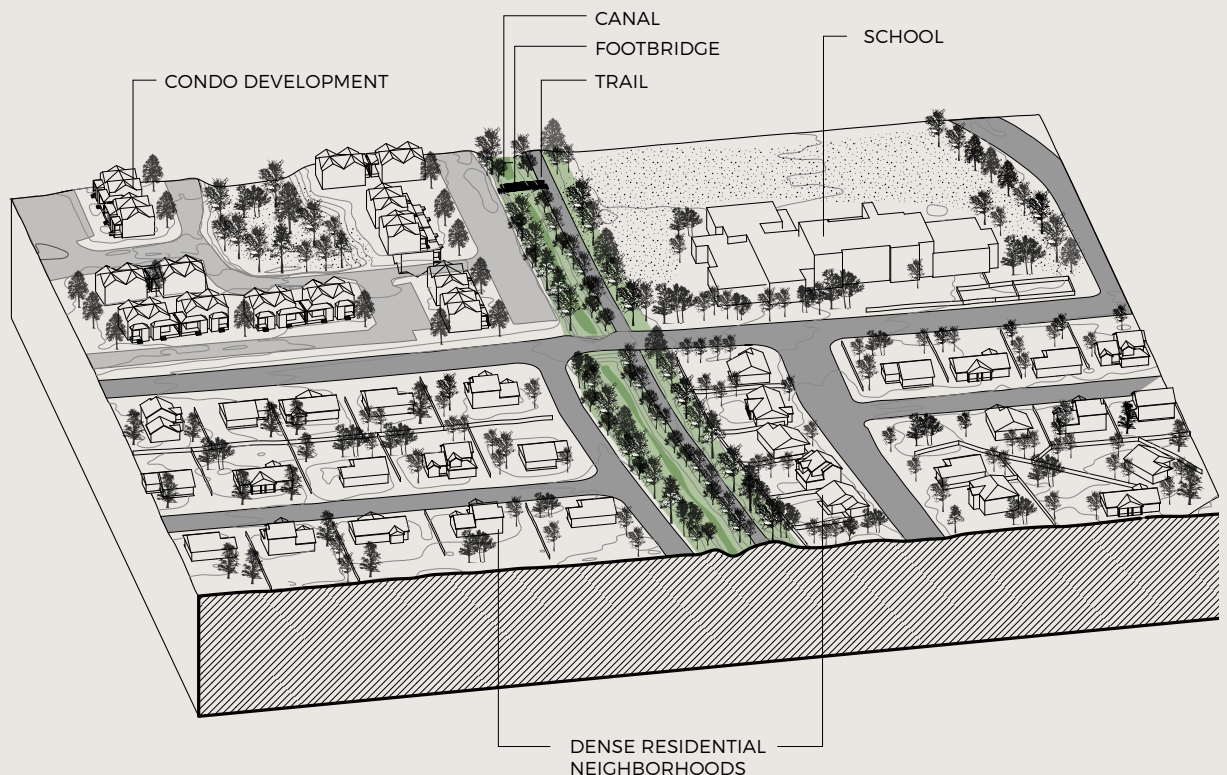 CANAL
FOOTBRIDGE
SCHOOL
CONDO DEVELOPMENT
TRAIL
DENSE RESIDENTIAL
NEIGHBORHOODS